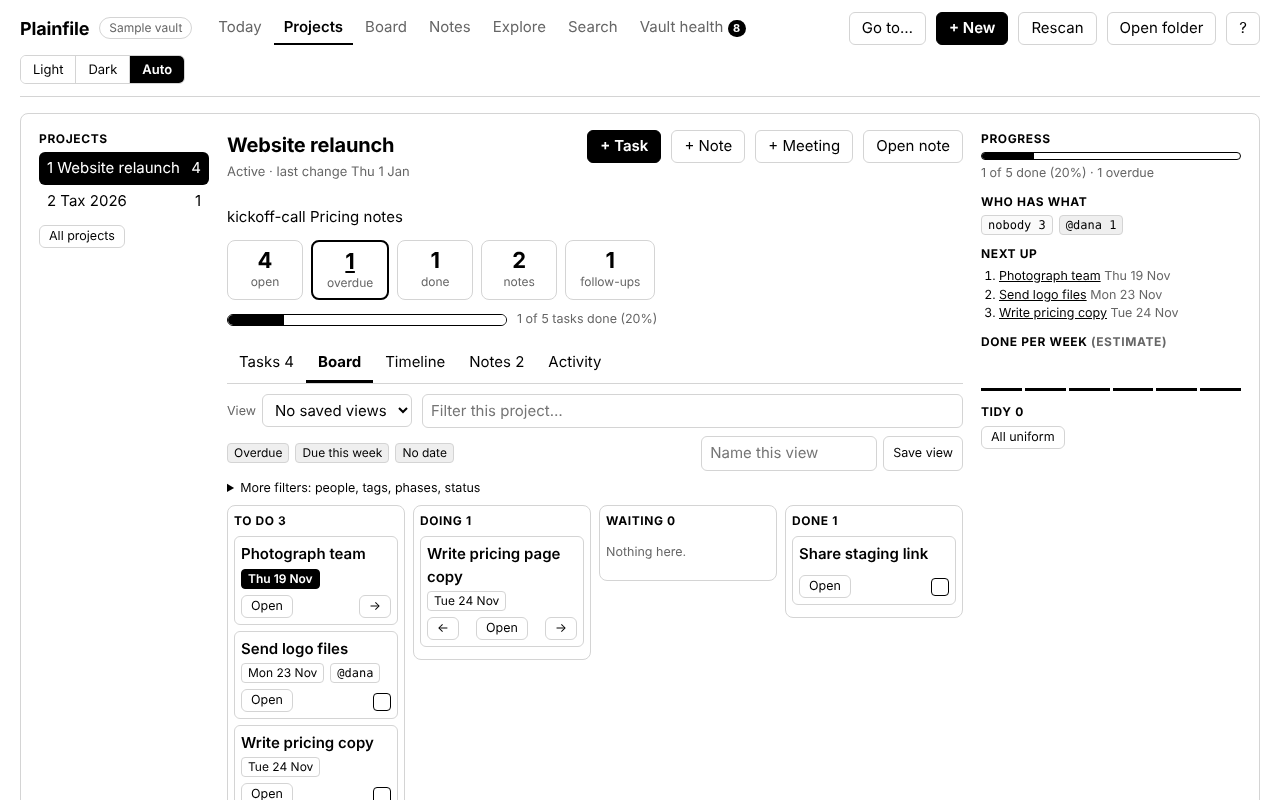 Plainfile Sample vault Today Projects Board Notes Explore Search Vault health 8 Go to... + New Rescan Open folder ?
Light Dark Auto
PROJECTS
1 Website relaunch 4
2 Tax 2026 1
All projects
Website relaunch
+ Task + Note + Meeting Open note
Active · last change Thu 1 Jan
kickoff-call Pricing notes
4 open
1 overdue
1 done
2 notes
1 follow-ups
1 of 5 tasks done (20%)
Tasks 4 Board Timeline Notes 2 Activity
View No saved views Filter this project...
Overdue Due this week No date Name this view Save view
▶ More filters: people, tags, phases, status
TO DO 3
Photograph team
Thu 19 Nov
Open →
Send logo files
Mon 23 Nov @dana
Open
Write pricing copy
Tue 24 Nov
Open
DOING 1
Write pricing page
copy
Tue 24 Nov
← Open →
WAITING 0
Nothing here.
DONE 1
Share staging link
Open
PROGRESS
1 of 5 done (20%) · 1 overdue
WHO HAS WHAT
nobody 3 @dana 1
NEXT UP
1. Photograph team Thu 19 Nov
2. Send logo files Mon 23 Nov
3. Write pricing copy Tue 24 Nov
DONE PER WEEK (ESTIMATE)
TIDY 0
All uniform